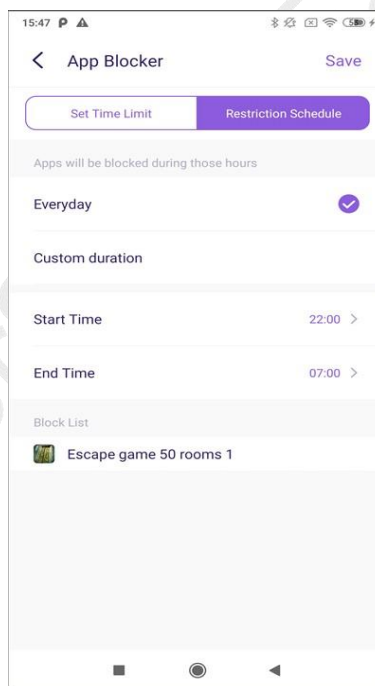 15:47
App Blocker Save
Set Time Limit Restriction Schedule
Apps will be blocked during those hours
Everyday
Custom duration
Start Time 22:00
End Time 07:00
Block List
Escape game 50 rooms 1